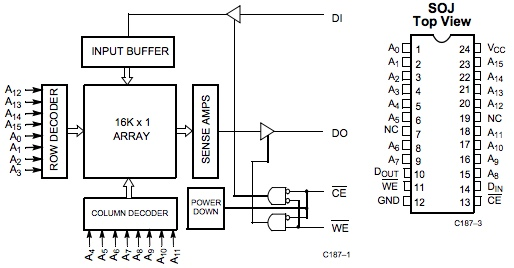 DI
INPUT BUFFER
A12
A13
A14
A15
A0
A1
A2
A3
ROW DECODER
16K x 1
ARRAY
SENSE AMPS
DO
COLUMN DECODER
POWER
DOWN
CE
WE
A4 A5 A6 A7 A8 A9 A10 A11
C187–1
SOJ
Top View
A0 1 24 VCC
A1 2 23 A15
A2 3 22 A14
A3 4 21 A13
A4 5 20 A12
A5 6 19 NC
NC 7 18 A11
A6 8 17 A10
A7 9 16 A9
DOUT 10 15 A8
WE 11 14 DIN
GND 12 13 CE
C187–3